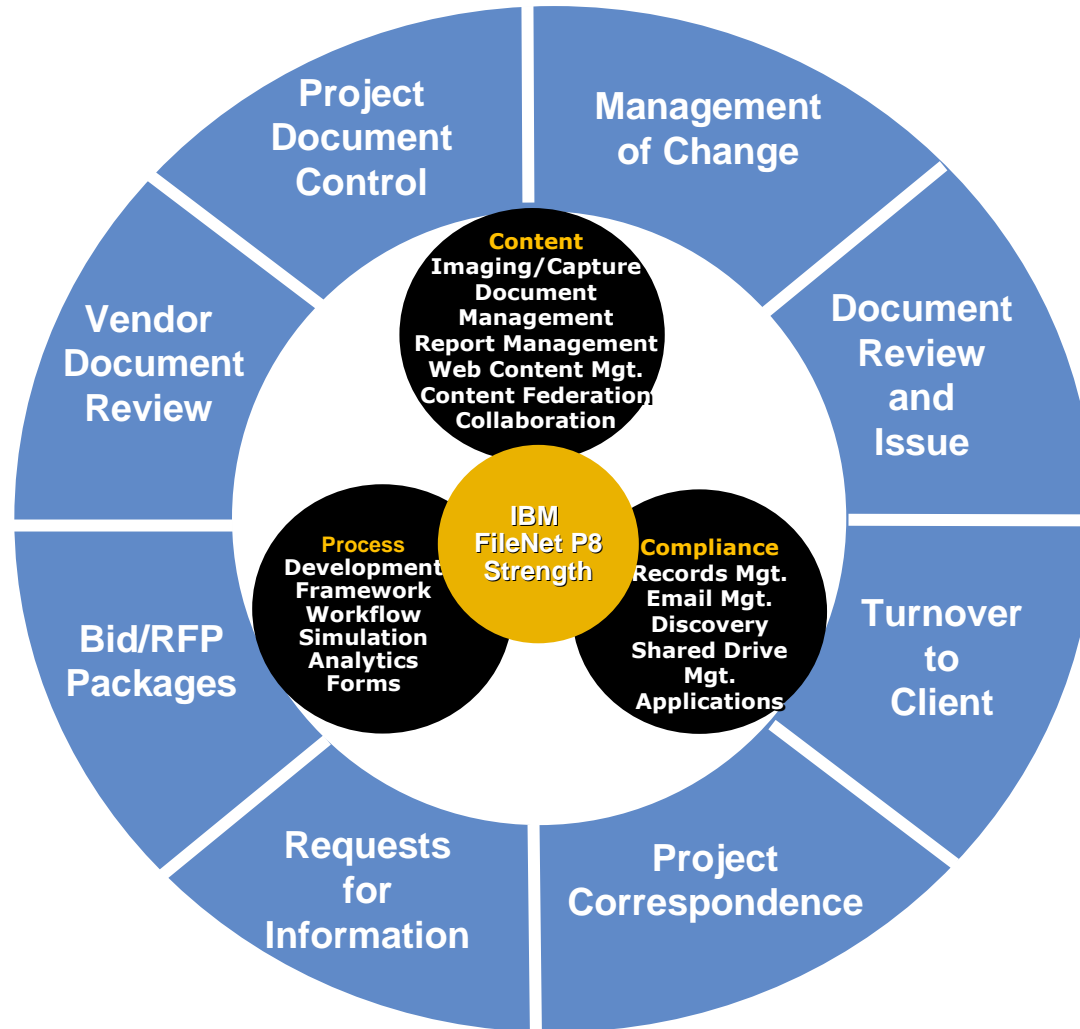 Project
Document
Control
Management
of Change
Vendor
Document
Review
Document
Review
and
Issue
Content
Imaging/Capture
Document
Management
Report Management
Web Content Mgt.
Content Federation
Collaboration
IBM
FileNet P8
Strength
Process
Development
Framework
Workflow
Simulation
Analytics
Forms
Compliance
Records Mgt.
Email Mgt.
Discovery
Shared Drive
Mgt.
Applications
Bid/RFP
Packages
Turnover
to
Client
Requests
for
Information
Project
Correspondence